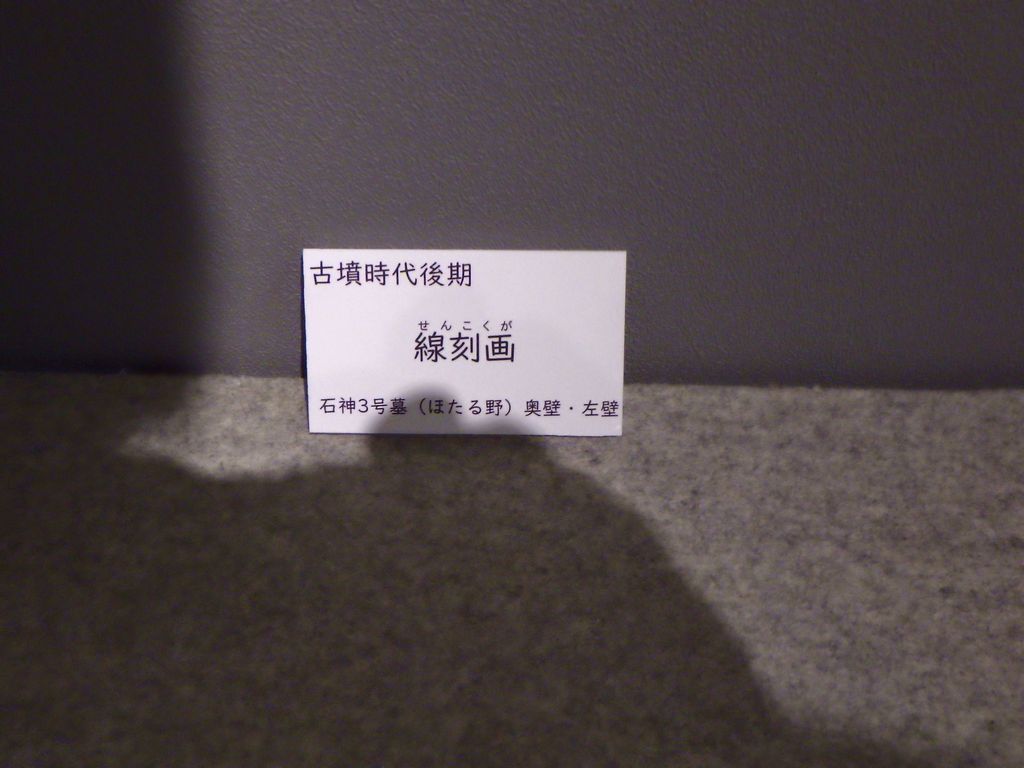 古墳時代後期
せんこくが
線刻画
石神3号墓（ほたる野）奥壁・左壁